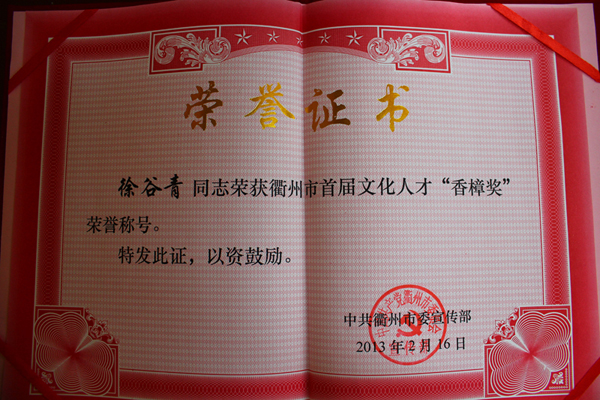 荣誉证书
徐谷青 同志荣获衢州市首届文化人才“香樟奖”
荣誉称号。
特发此证，以资鼓励。
中共衢州市委宣传部
2013年2月16日